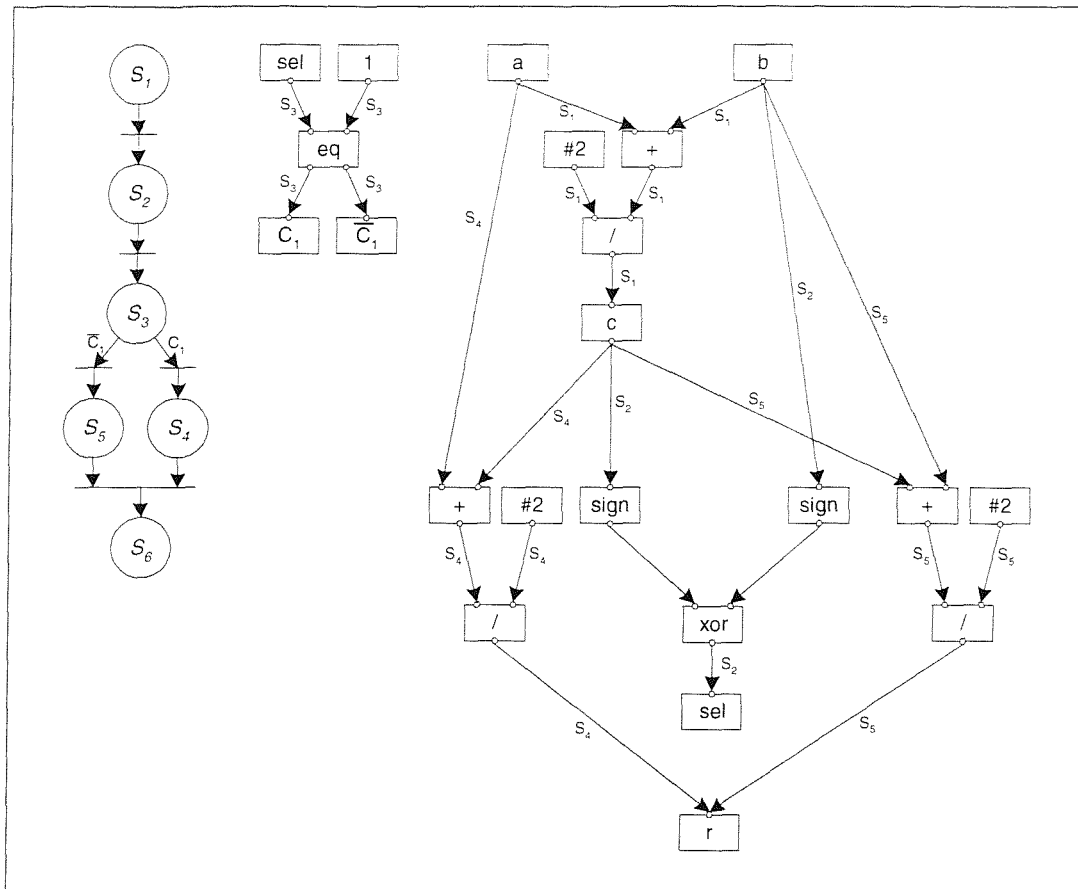 S1
S2
S3
C̅1 C1
S5 S4
S6
sel 1
S3 S3
eq
S3 S3
C1 C̅1
a b
S1 S1
#2 +
S1 S1
/
S4 S1 S2 S5
c
S4 S2 S5
+ #2 sign sign + #2
S4 S4 S5 S5
/ xor /
S2
sel
S4 S5
r